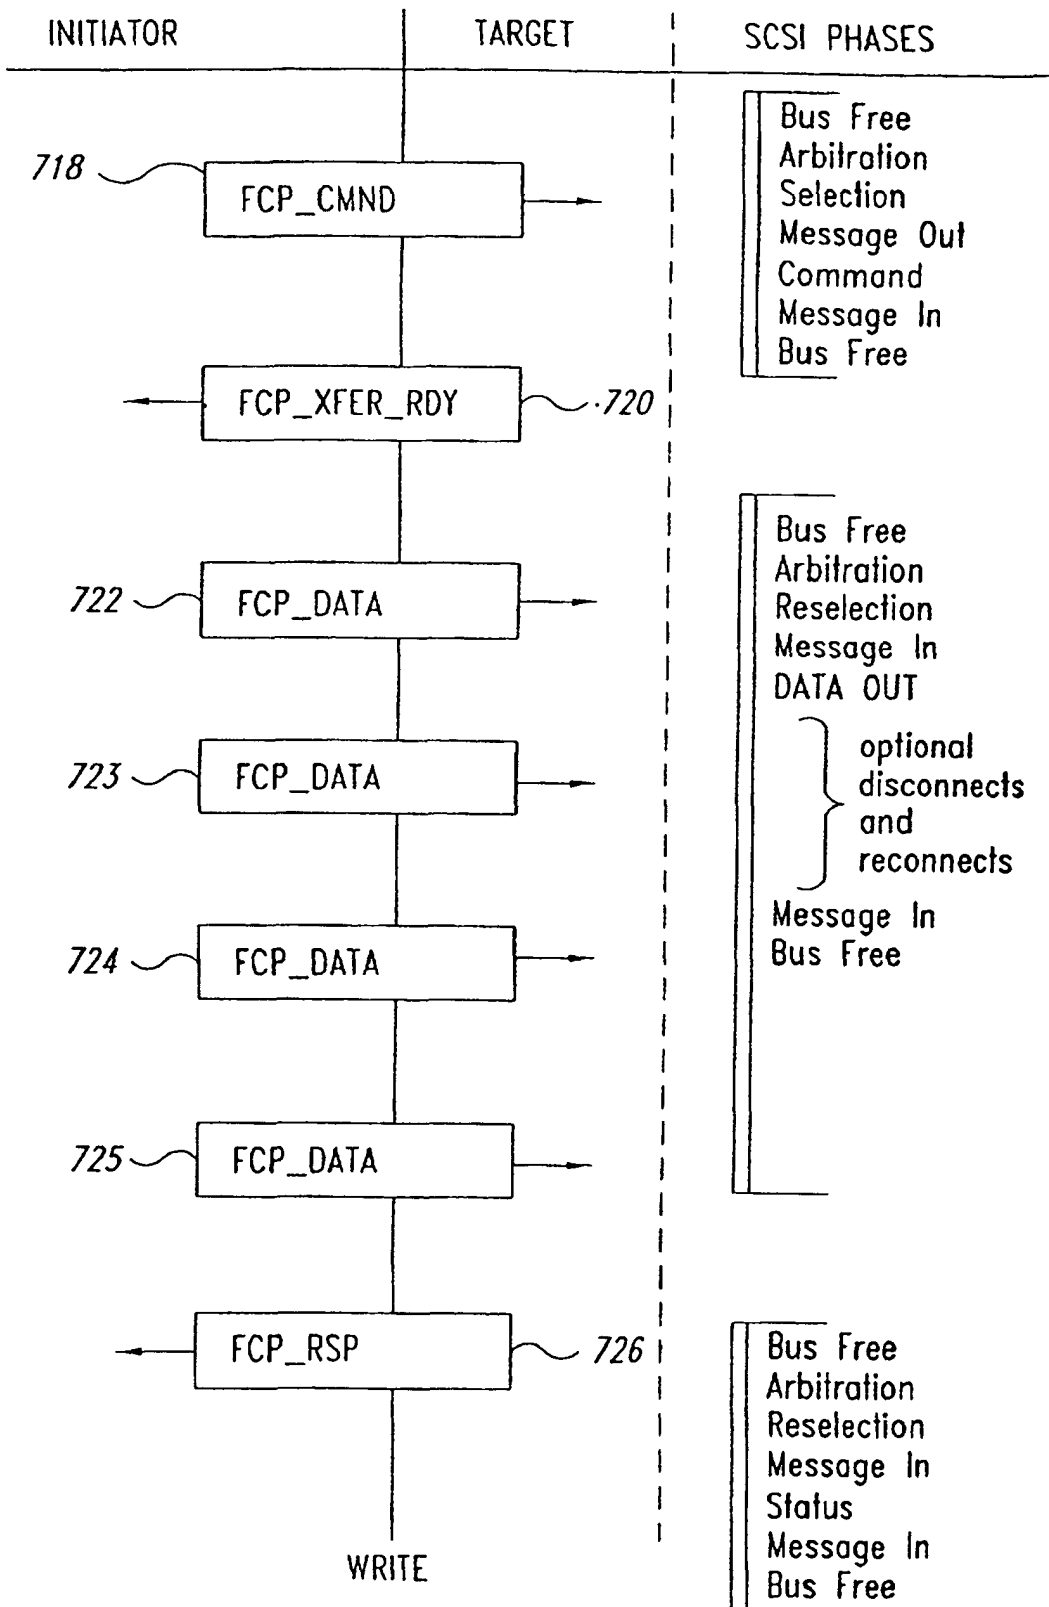 INITIATOR
TARGET
SCSI PHASES
718
FCP_CMND
Bus Free
Arbitration
Selection
Message Out
Command
Message In
Bus Free
FCP_XFER_RDY
720
722
FCP_DATA
723
FCP_DATA
724
FCP_DATA
725
FCP_DATA
Bus Free
Arbitration
Reselection
Message In
DATA OUT
optional
disconnects
and
reconnects
Message In
Bus Free
FCP_RSP
726
Bus Free
Arbitration
Reselection
Message In
Status
Message In
Bus Free
WRITE